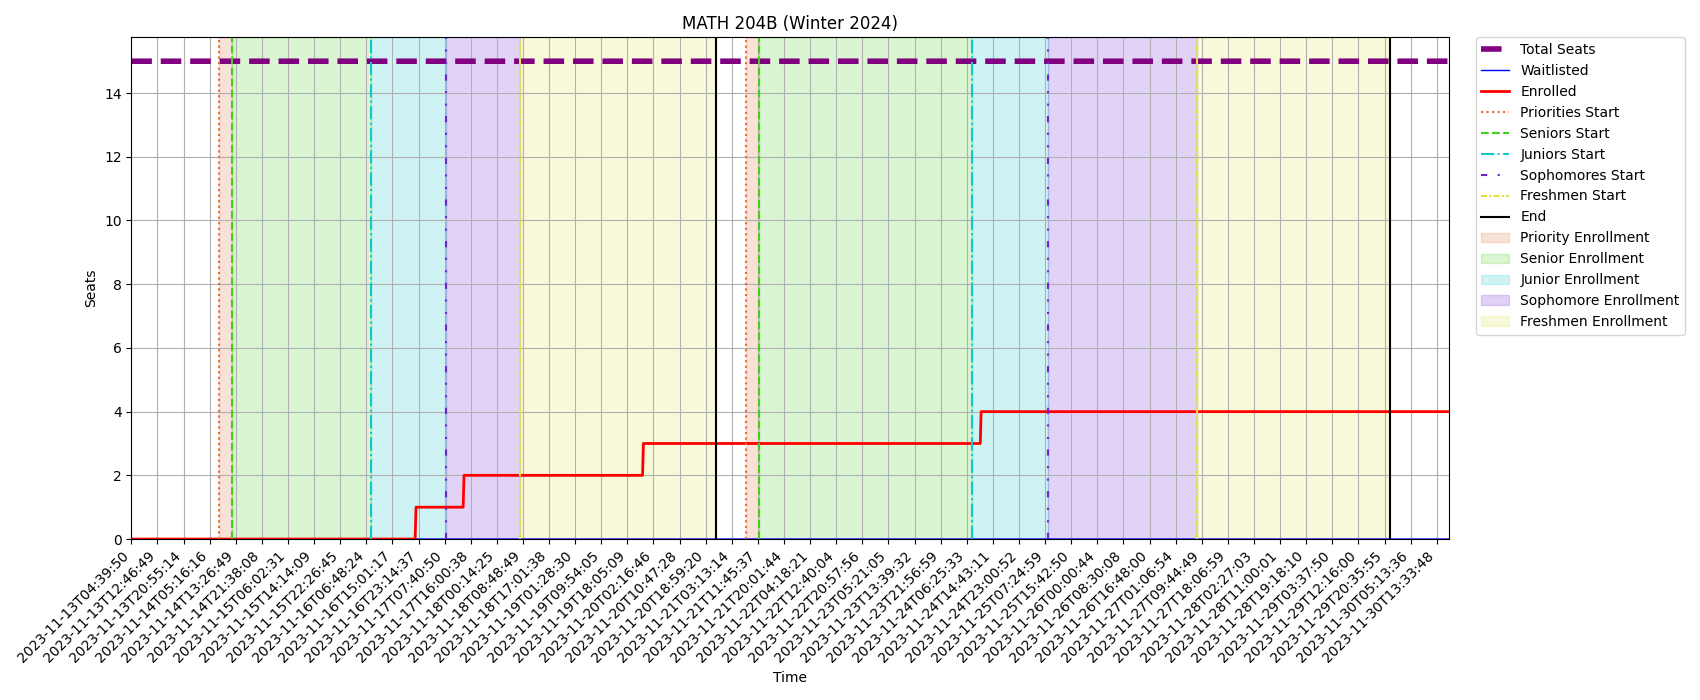 MATH 204B (Winter 2024)
Seats
14
12
10
8
6
4
2
0
2023-11-13T04:39:50
2023-11-13T12:46:49
2023-11-13T20:55:14
2023-11-14T05:16:16
2023-11-14T13:26:49
2023-11-14T21:38:08
2023-11-15T06:02:31
2023-11-15T14:14:09
2023-11-15T22:26:45
2023-11-16T06:48:24
2023-11-16T15:01:17
2023-11-16T23:14:37
2023-11-17T07:40:50
2023-11-17T16:00:38
2023-11-18T00:14:25
2023-11-18T08:48:49
2023-11-18T17:01:38
2023-11-19T01:28:30
2023-11-19T09:54:05
2023-11-19T18:05:09
2023-11-20T02:16:46
2023-11-20T10:47:28
2023-11-20T18:59:20
2023-11-21T03:13:14
2023-11-21T11:45:37
2023-11-21T20:01:44
2023-11-22T04:18:21
2023-11-22T12:40:04
2023-11-22T20:57:56
2023-11-23T05:21:05
2023-11-23T13:39:32
2023-11-23T21:56:59
2023-11-24T06:25:33
2023-11-24T14:43:11
2023-11-24T23:00:52
2023-11-25T07:24:59
2023-11-25T15:42:50
2023-11-26T00:00:44
2023-11-26T08:30:08
2023-11-26T16:48:00
2023-11-27T01:06:54
2023-11-27T09:44:49
2023-11-27T18:06:59
2023-11-28T02:27:03
2023-11-28T11:00:01
2023-11-28T19:18:10
2023-11-29T03:37:50
2023-11-29T12:16:00
2023-11-29T20:35:55
2023-11-30T05:13:36
2023-11-30T13:33:48
Time
Total Seats
Waitlisted
Enrolled
Priorities Start
Seniors Start
Juniors Start
Sophomores Start
Freshmen Start
End
Priority Enrollment
Senior Enrollment
Junior Enrollment
Sophomore Enrollment
Freshmen Enrollment